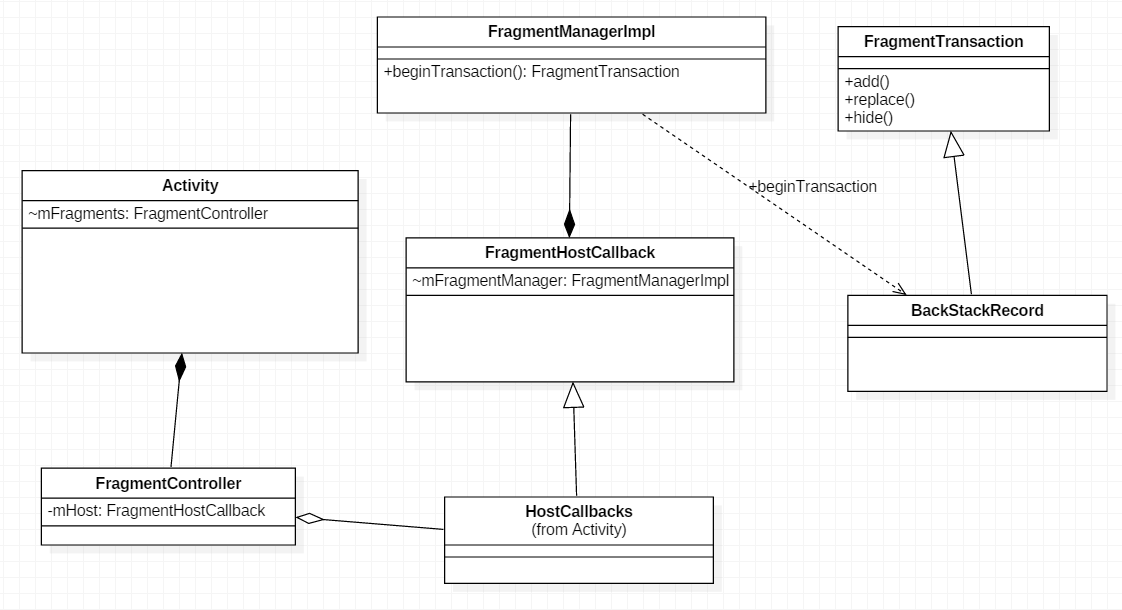 FragmentManagerImpl
+beginTransaction(): FragmentTransaction
FragmentTransaction
+add()
+replace()
+hide()
Activity
~mFragments: FragmentController
+beginTransaction
FragmentHostCallback
~mFragmentManager: FragmentManagerImpl
BackStackRecord
FragmentController
-mHost: FragmentHostCallback
HostCallbacks
(from Activity)